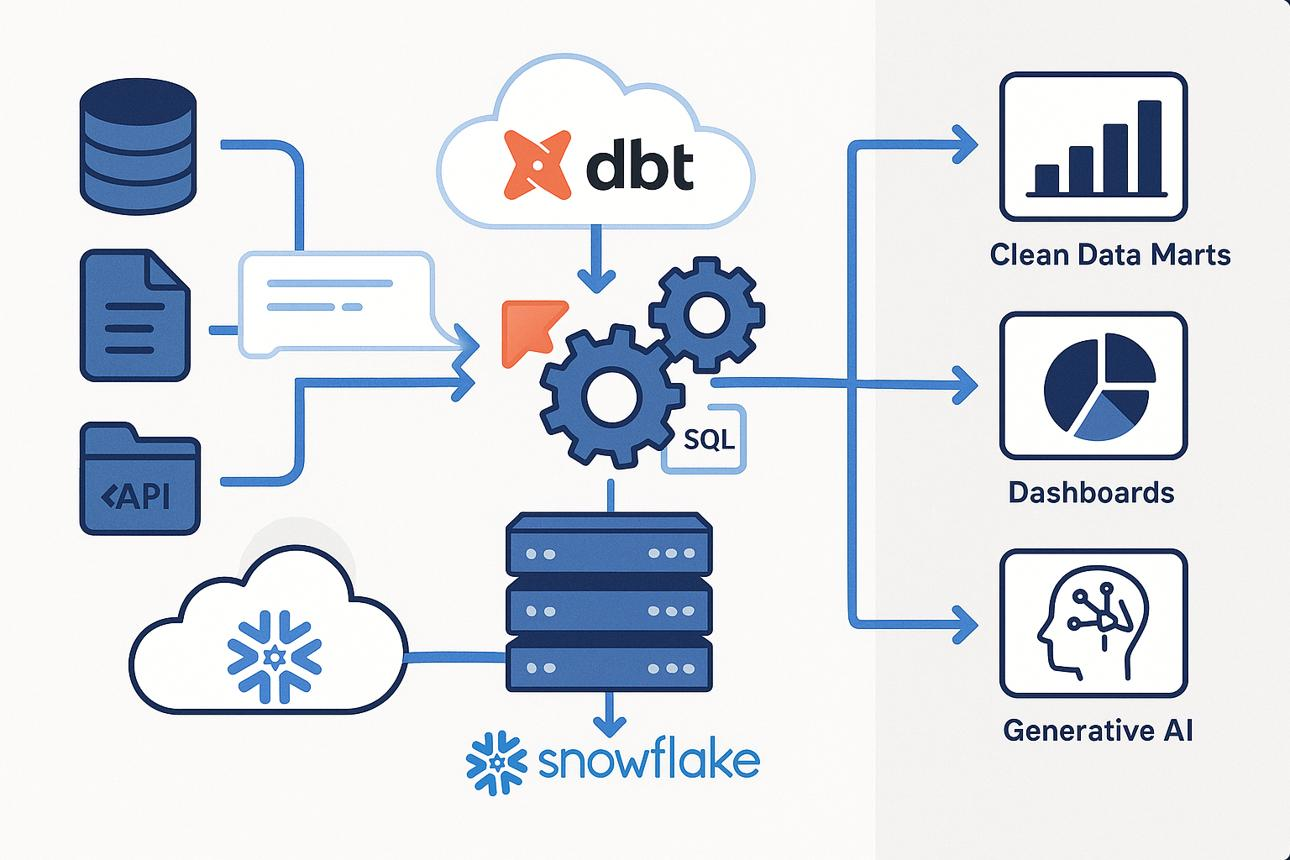 dbt
Clean Data Marts
SQL
<API
Dashboards
Generative AI
snowflake